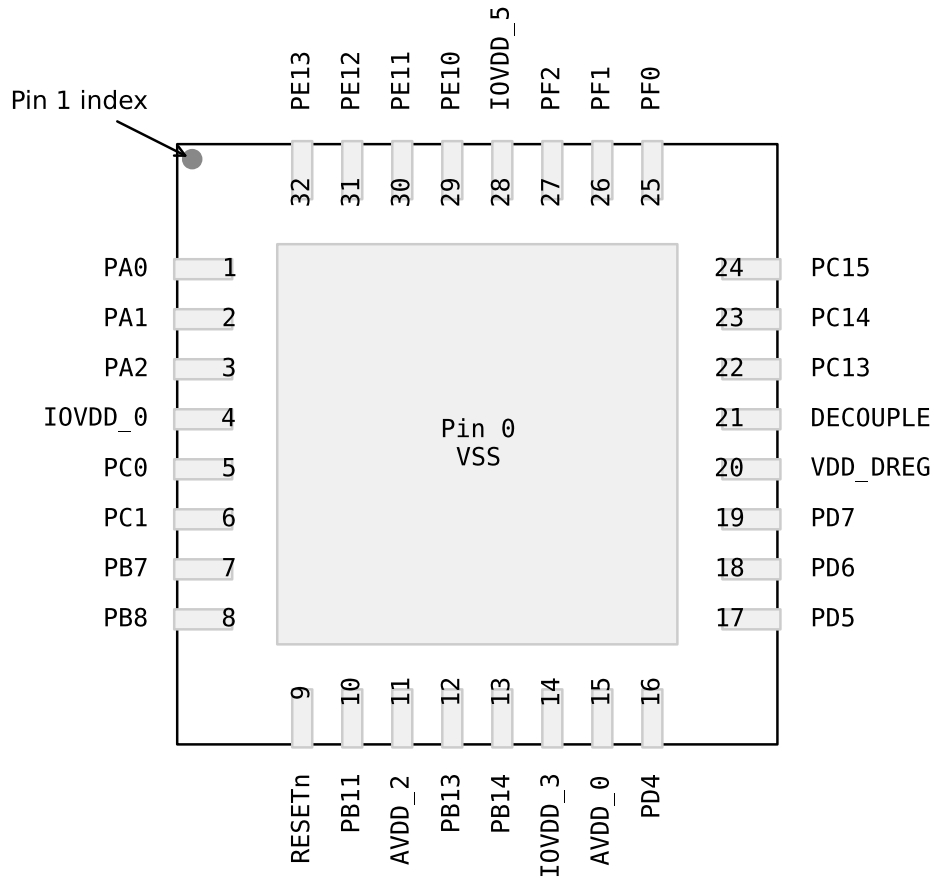 PE13
PE12
PE11
PE10
IOVDD_5
PF2
PF1
PF0
Pin 1 index
32
31
30
29
28
27
26
25
PA0 1
PA1 2
PA2 3
IOVDD_0 4
PC0 5
PC1 6
PB7 7
PB8 8
Pin 0
VSS
24 PC15
23 PC14
22 PC13
21 DECOUPLE
20 VDD_DREG
19 PD7
18 PD6
17 PD5
9
10
11
12
13
14
15
16
RESETn
PB11
AVDD_2
PB13
PB14
IOVDD_3
AVDD_0
PD4